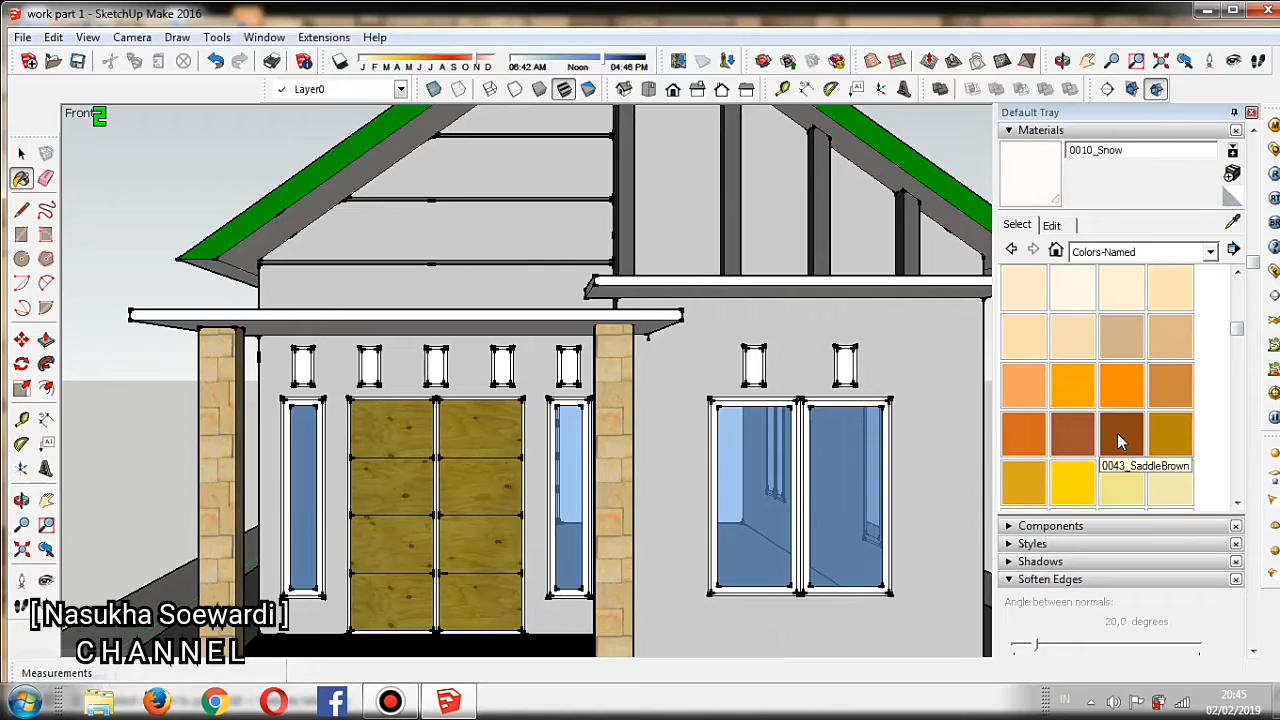 work part 1 - SketchUp Make 2016
File Edit View Camera Draw Tools Window Extensions Help
J F M A M J J A S O N D 06:42 AM Noon 04:46 PM
Layer0
Front
Default Tray
Materials
0010_Snow
Select Edit
Colors-Named
0043_SaddleBrown
Components
Styles
Shadows
Soften Edges
Angle between normals:
20,0 degrees
[ Nasukha Soewardi ]
CHANNEL
Measurements
IN
20:45
02/02/2019